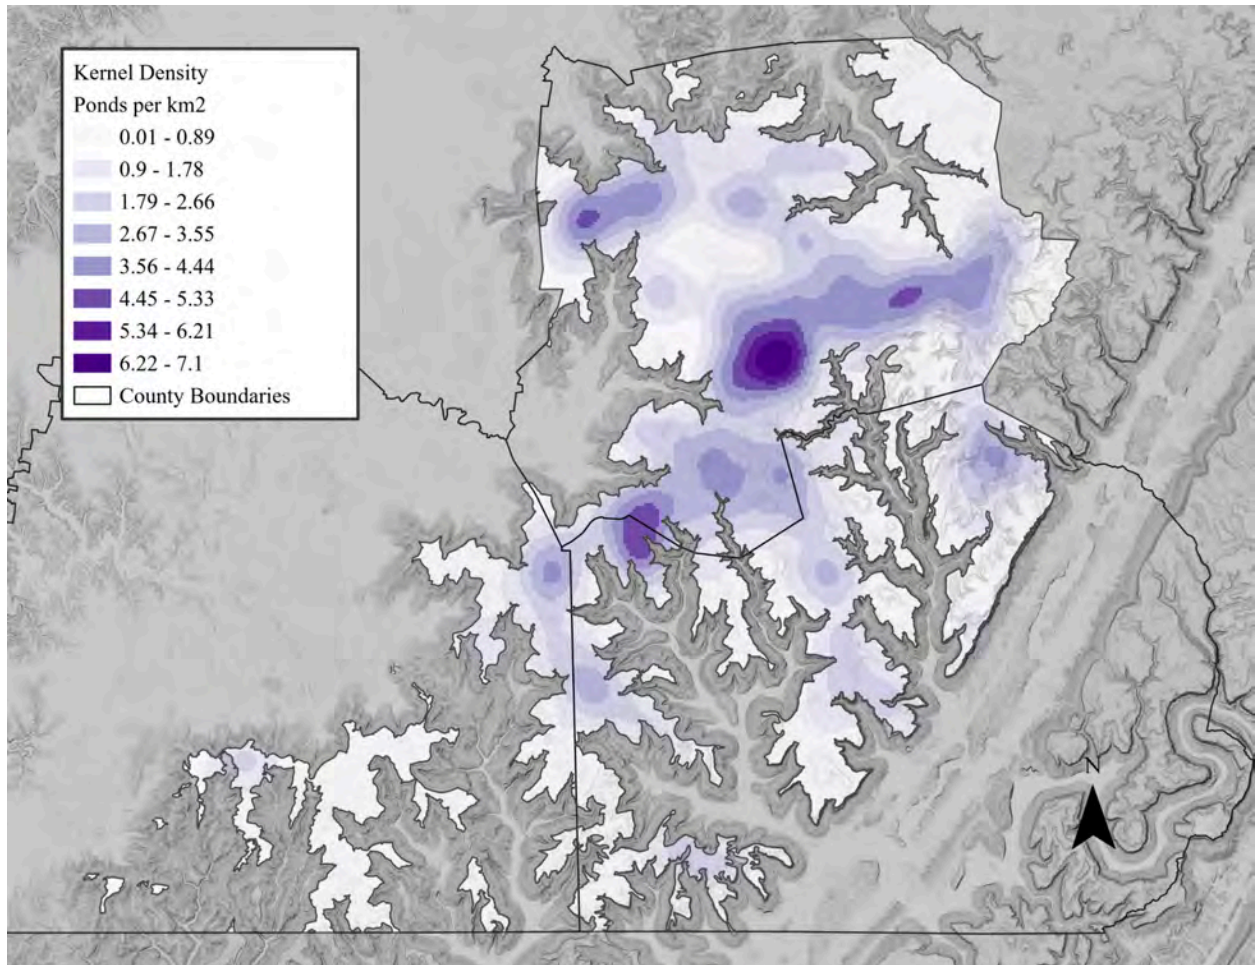 Kernel Density
Ponds per km2
0.01 - 0.89
0.9 - 1.78
1.79 - 2.66
2.67 - 3.55
3.56 - 4.44
4.45 - 5.33
5.34 - 6.21
6.22 - 7.1
County Boundaries
N